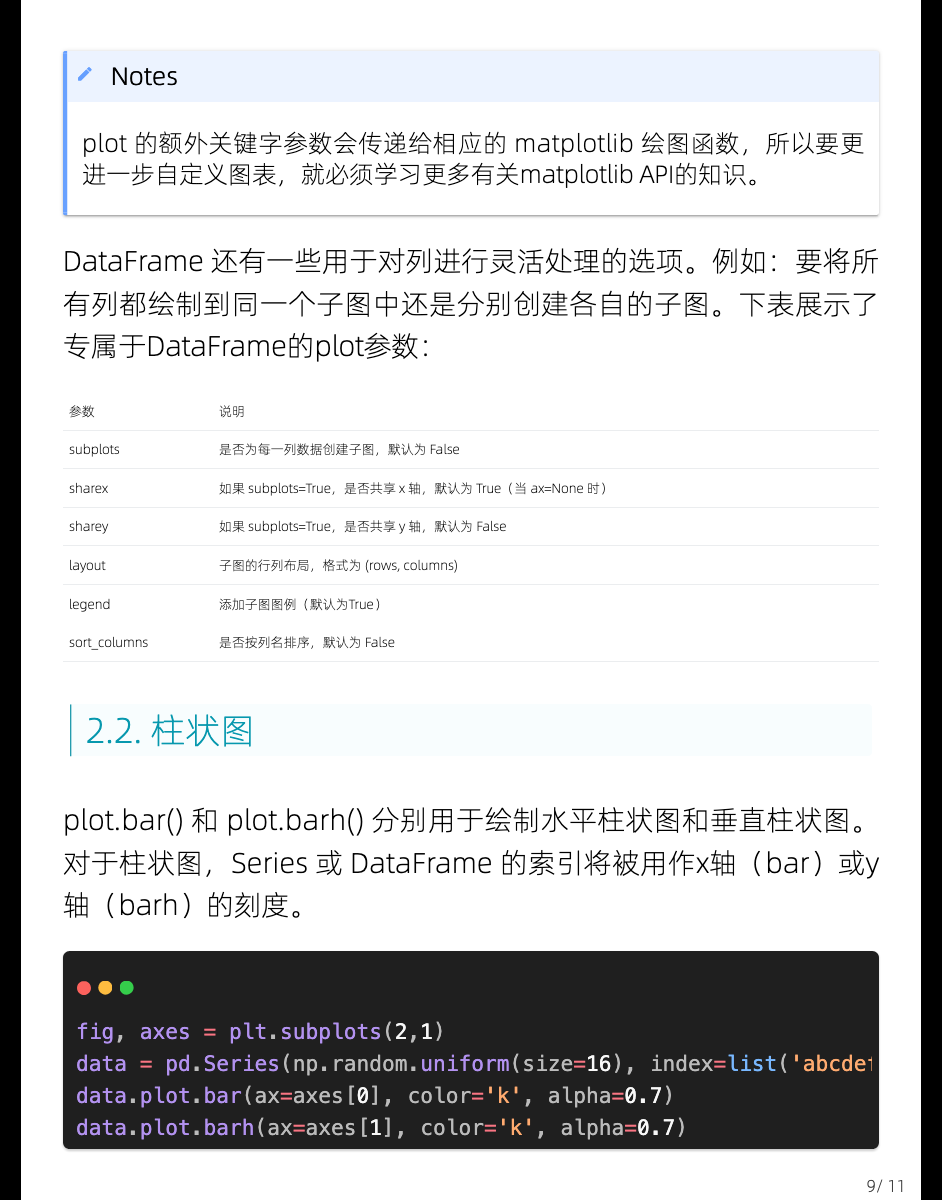 Notes
plot 的额外关键字参数会传递给相应的 matplotlib 绘图函数，所以要更
进一步自定义图表，就必须学习更多有关matplotlib API的知识。
DataFrame 还有一些用于对列进行灵活处理的选项。例如：要将所
有列都绘制到同一个子图中还是分别创建各自的子图。下表展示了
专属于DataFrame的plot参数：
参数 说明
subplots 是否为每一列数据创建子图，默认为 False
sharex 如果 subplots=True，是否共享 x 轴，默认为 True（当 ax=None 时）
sharey 如果 subplots=True，是否共享 y 轴，默认为 False
layout 子图的行列布局，格式为 (rows, columns)
legend 添加子图图例（默认为True）
sort_columns 是否按列名排序，默认为 False
2.2. 柱状图
plot.bar() 和 plot.barh() 分别用于绘制水平柱状图和垂直柱状图。
对于柱状图，Series 或 DataFrame 的索引将被用作x轴（bar）或y
轴（barh）的刻度。
fig, axes = plt.subplots(2,1)
data = pd.Series(np.random.uniform(size=16), index=list('abcdef
data.plot.bar(ax=axes[0], color='k', alpha=0.7)
data.plot.barh(ax=axes[1], color='k', alpha=0.7)
9/ 11